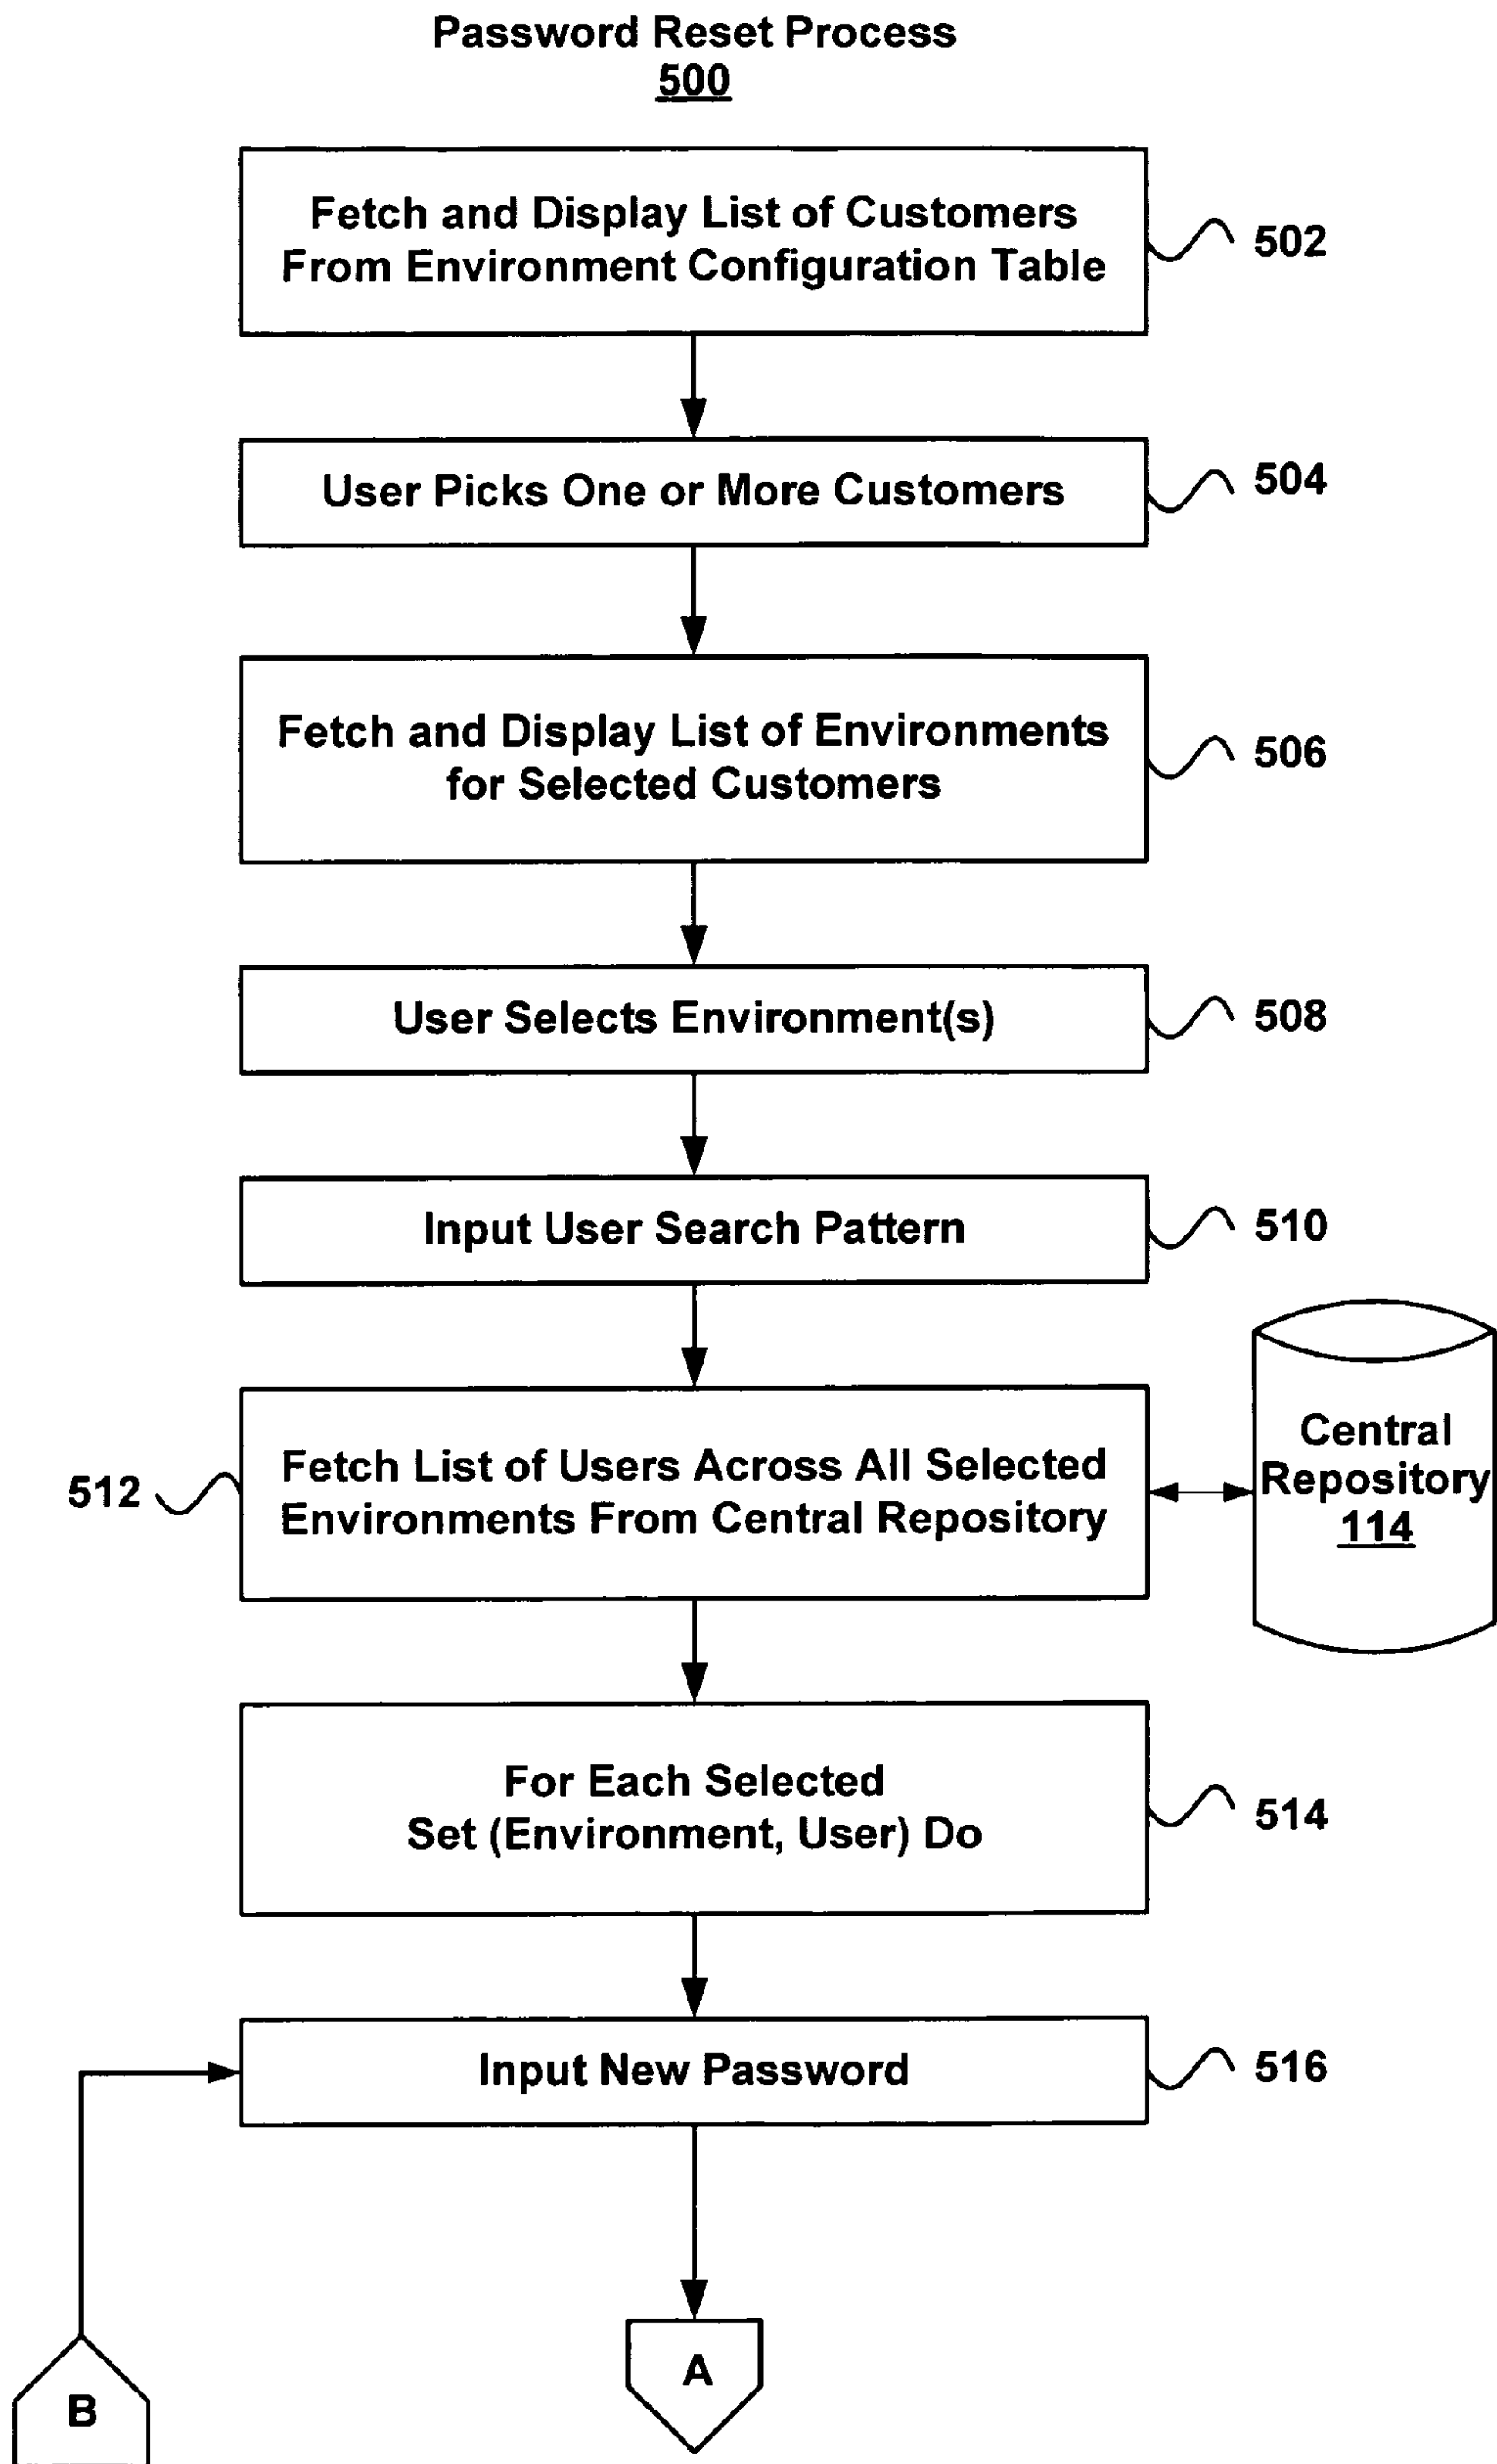 Password Reset Process
500
Fetch and Display List of Customers
From Environment Configuration Table
502
User Picks One or More Customers
504
Fetch and Display List of Environments
for Selected Customers
506
User Selects Environment(s)
508
Input User Search Pattern
510
512
Fetch List of Users Across All Selected
Environments From Central Repository
Central
Repository
114
For Each Selected
Set (Environment, User) Do
514
Input New Password
516
A
B